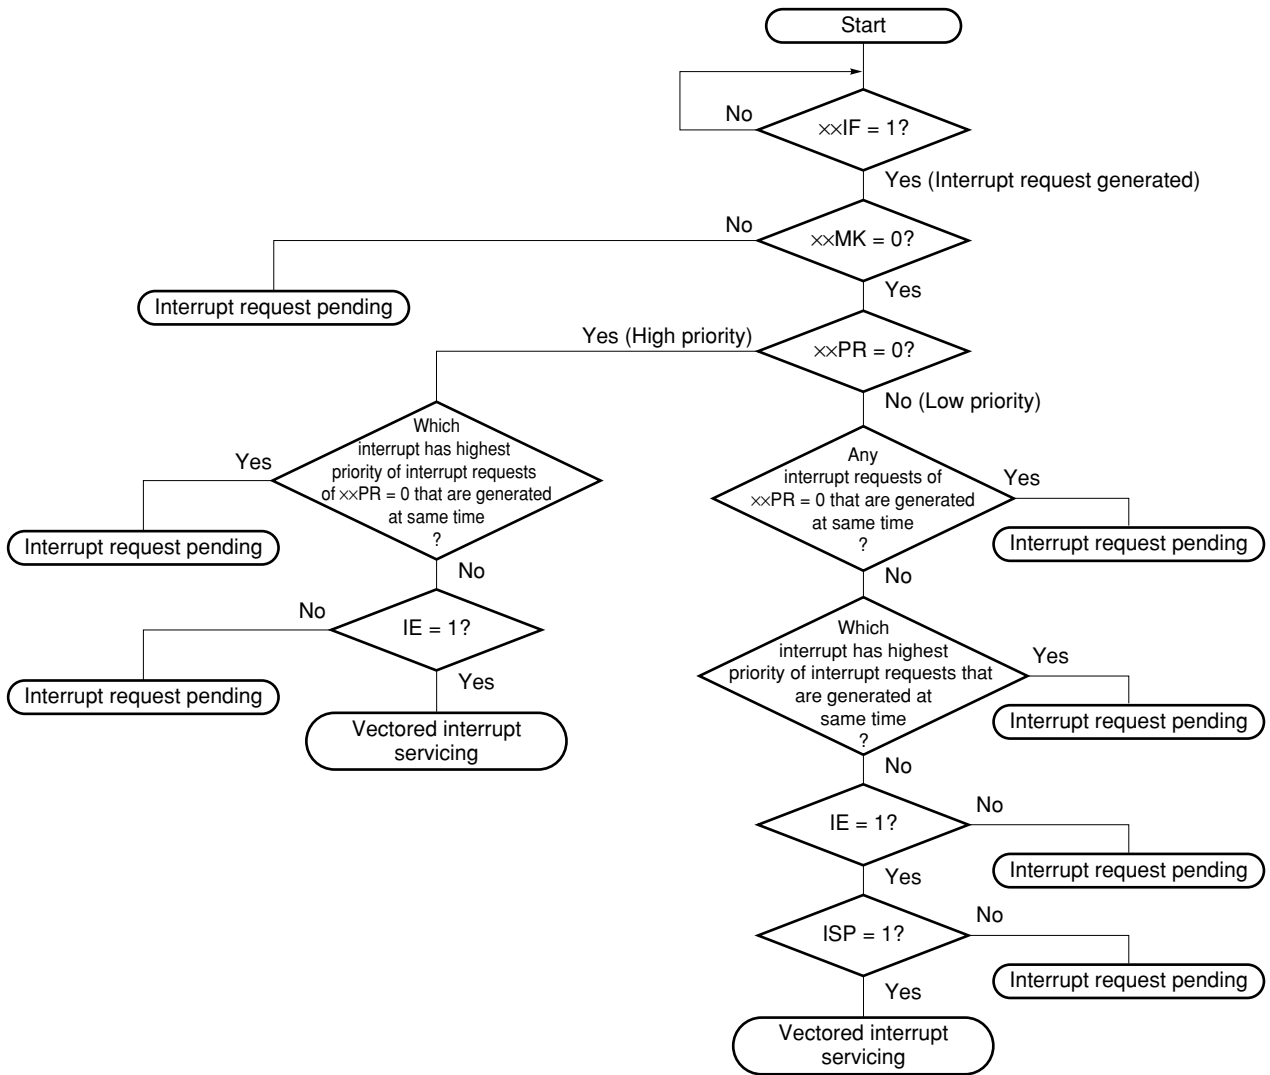 Start
No
××IF = 1?
Yes (Interrupt request generated)
No
××MK = 0?
Interrupt request pending
Yes
Yes (High priority)
××PR = 0?
No (Low priority)
Which
interrupt has highest
priority of interrupt requests
of ××PR = 0 that are generated
at same time
?
Yes
Interrupt request pending
No
Any
interrupt requests of
××PR = 0 that are generated
at same time
?
Yes
Interrupt request pending
No
No
IE = 1?
Interrupt request pending
Yes
Vectored interrupt
servicing
Which
interrupt has highest
priority of interrupt requests that
are generated at
same time
?
Yes
Interrupt request pending
No
IE = 1?
No
Interrupt request pending
Yes
ISP = 1?
No
Interrupt request pending
Yes
Vectored interrupt
servicing